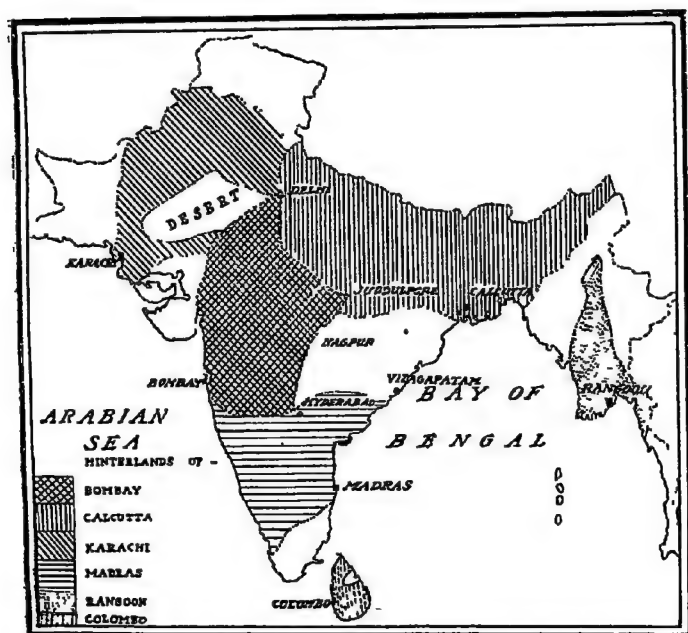 DELHI
DESERT
KARACHI
JUDDULPORE
CALCUTTA
NAGPUR
BOMBAY
VIZAGAPATAM
RANGOON
HYDERABAD
BAY OF
BENGAL
ARABIAN
SEA
HINTERLANDS OF -
MADRAS
BOMBAY
CALCUTTA
KARACHI
MADRAS
RANGOON
COLOMBO
COLOMBO